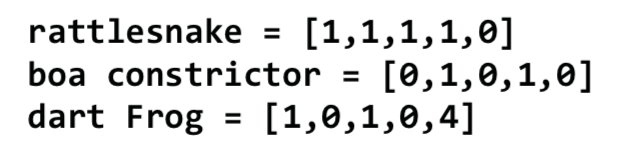 rattlesnake = [1,1,1,1,0]
boa constrictor = [0,1,0,1,0]
dart Frog = [1,0,1,0,4]